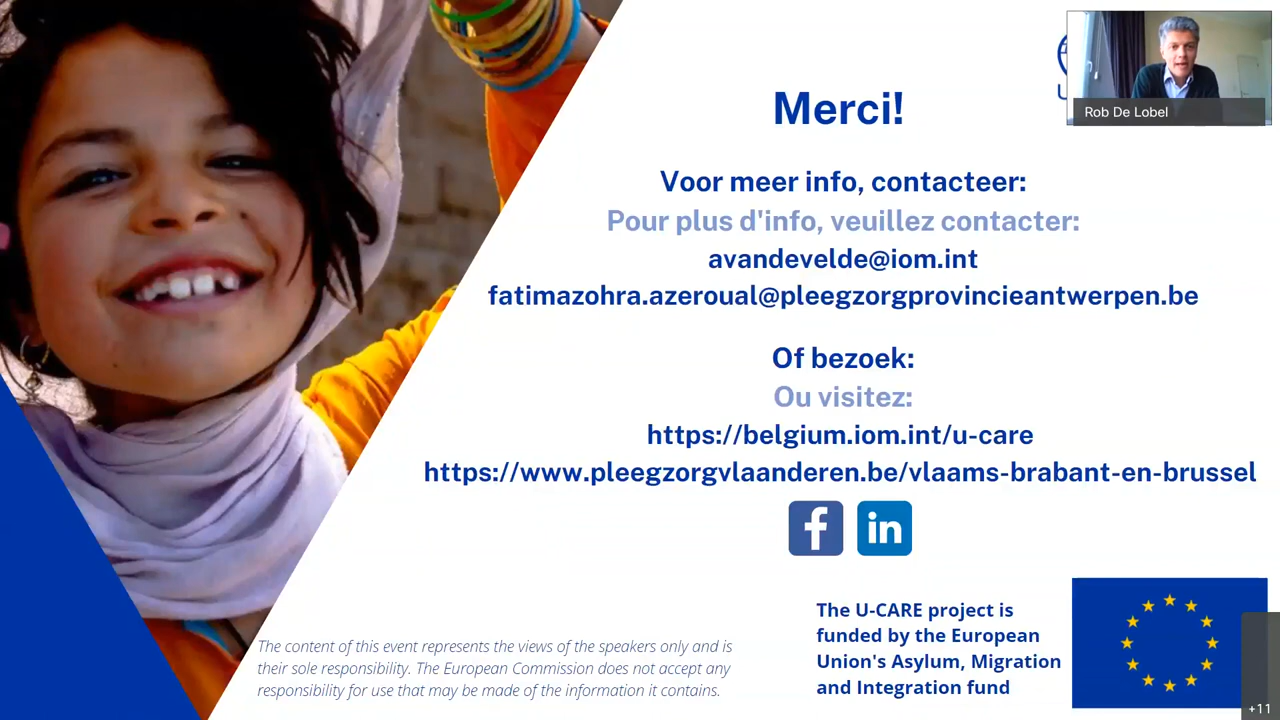 Merci!
Rob De Lobel
Voor meer info, contacteer:
Pour plus d'info, veuillez contacter:
avandevelde@iom.int
fatimazohra.azeroual@pleegzorgprovincieantwerpen.be
Of bezoek:
Ou visitez:
https://belgium.iom.int/u-care
https://www.pleegzorgvlaanderen.be/vlaams-brabant-en-brussel
f in
The U-CARE project is
funded by the European
Union's Asylum, Migration
and Integration fund
The content of this event represents the views of the speakers only and is
their sole responsibility. The European Commission does not accept any
responsibility for use that may be made of the information it contains.
+11